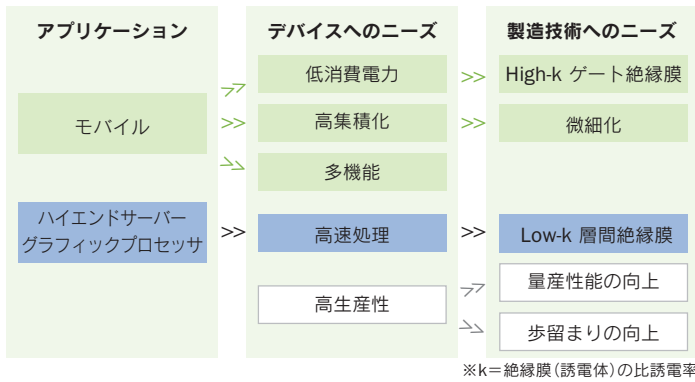 アプリケーション
デバイスへのニーズ
製造技術へのニーズ
モバイル
>>
低消費電力
>>
High-k ゲート絶縁膜
>>
高集積化
>>
微細化
>>
多機能
ハイエンドサーバー
グラフィックプロセッサ
>>
高速処理
>>
Low-k 層間絶縁膜
高生産性
>>
量産性能の向上
>>
歩留まりの向上
※k＝絶縁膜（誘電体）の比誘電率